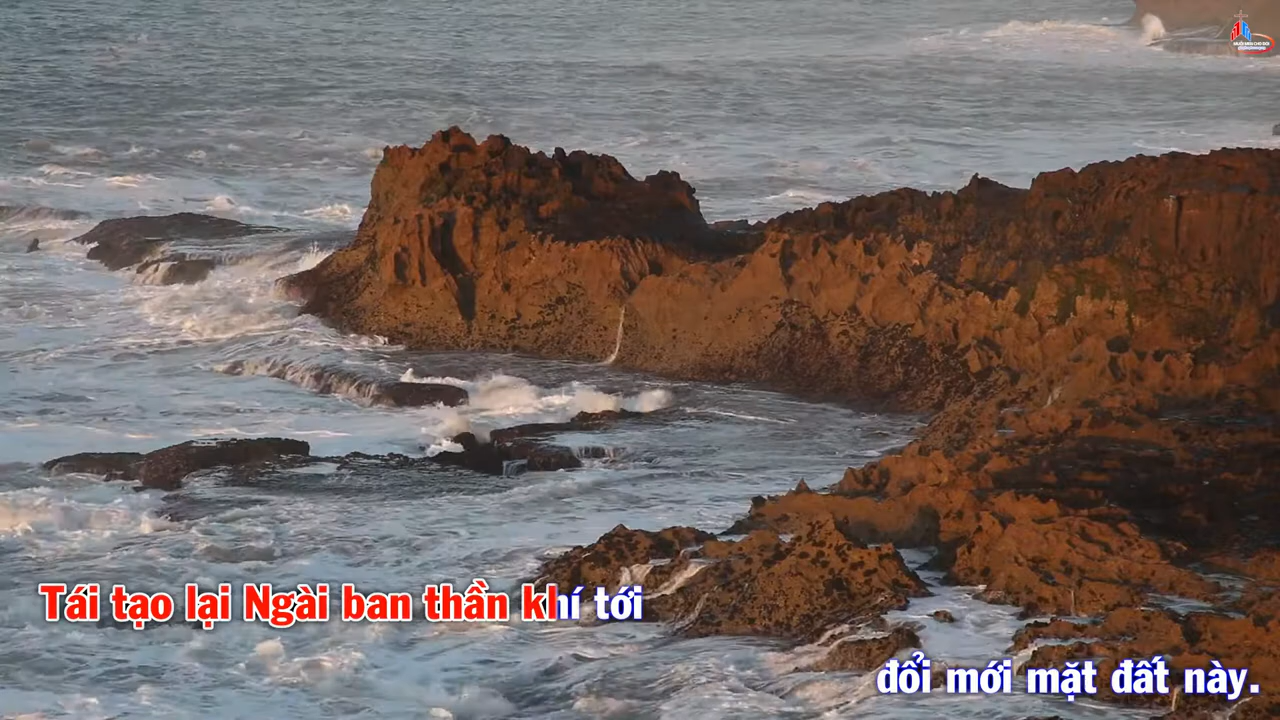 Tái tạo lại Ngài ban thần khí tới
đổi mới mặt đất này.